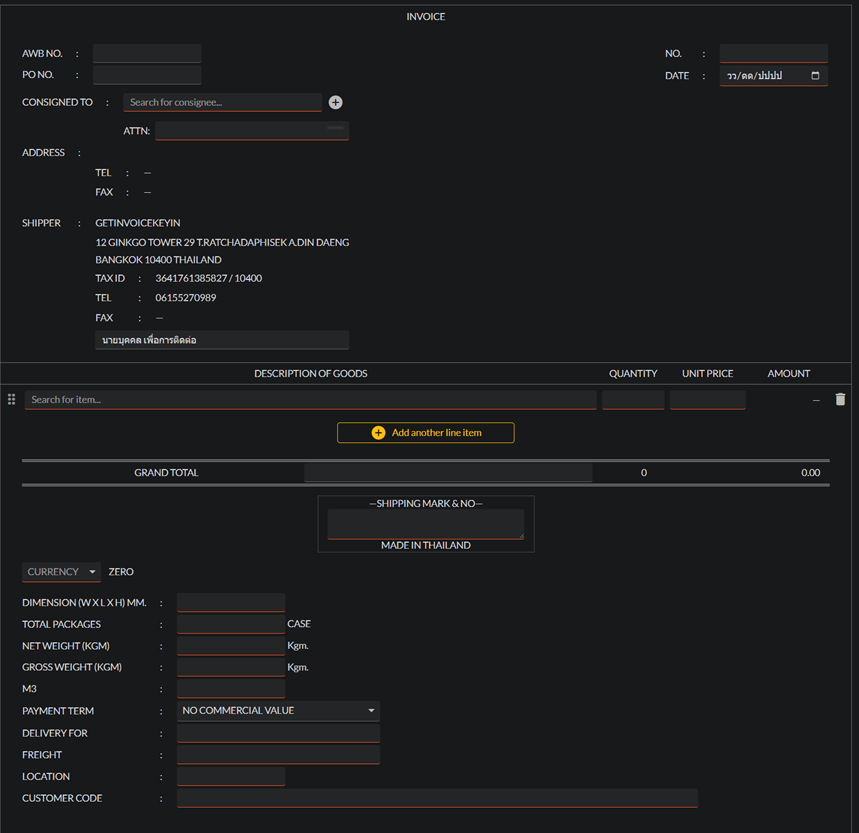 INVOICE
AWB NO. :
NO. :
PO NO. :
DATE : วว/ดด/ปปปป
CONSIGNED TO : Search for consignee...
ATTN:
ADDRESS :
TEL : —
FAX : —
SHIPPER : GETINVOICEKEYIN
12 GINKGO TOWER 29 T.RATCHADAPHISEK A.DIN DAENG
BANGKOK 10400 THAILAND
TAX ID : 3641761385827 / 10400
TEL : 06155270989
FAX : —
นายบุคคล เพื่อการติดต่อ
DESCRIPTION OF GOODS QUANTITY UNIT PRICE AMOUNT
Search for item... —
Add another line item
GRAND TOTAL 0 0.00
—SHIPPING MARK & NO—
MADE IN THAILAND
CURRENCY ZERO
DIMENSION (W X L X H) MM. :
TOTAL PACKAGES : CASE
NET WEIGHT (KGM) : Kgm.
GROSS WEIGHT (KGM) : Kgm.
M3 :
PAYMENT TERM : NO COMMERCIAL VALUE
DELIVERY FOR :
FREIGHT :
LOCATION :
CUSTOMER CODE :